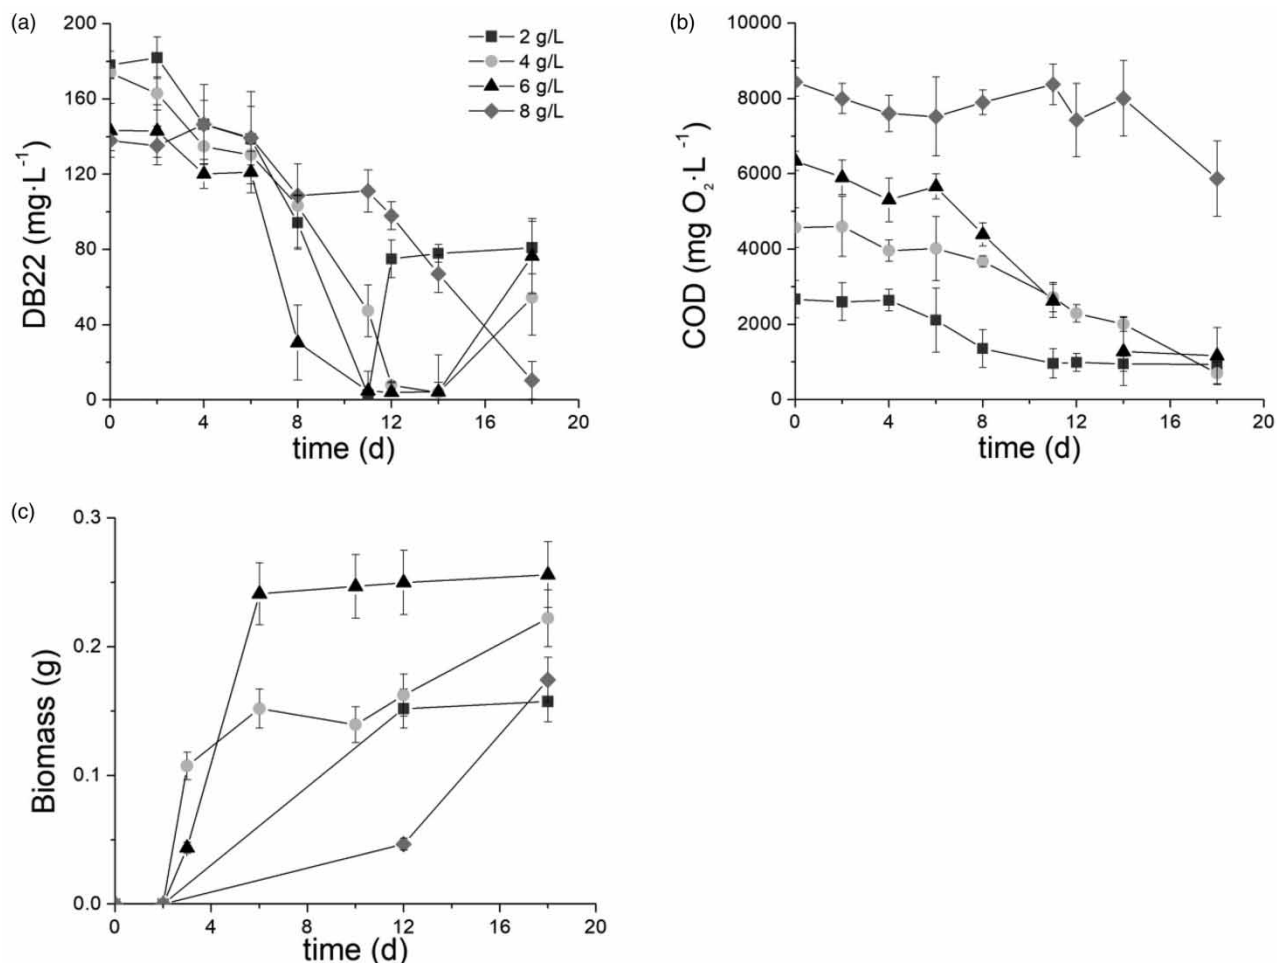 (a)
200
160
120
80
40
0
DB22 (mg·L⁻¹)
2 g/L
4 g/L
6 g/L
8 g/L
0 4 8 12 16 20
time (d)
(b)
10000
8000
6000
4000
2000
0
COD (mg O₂·L ⁻¹)
0 4 8 12 16 20
time (d)
(c)
0.3
0.2
0.1
0.0
Biomass (g)
0 4 8 12 16 20
time (d)